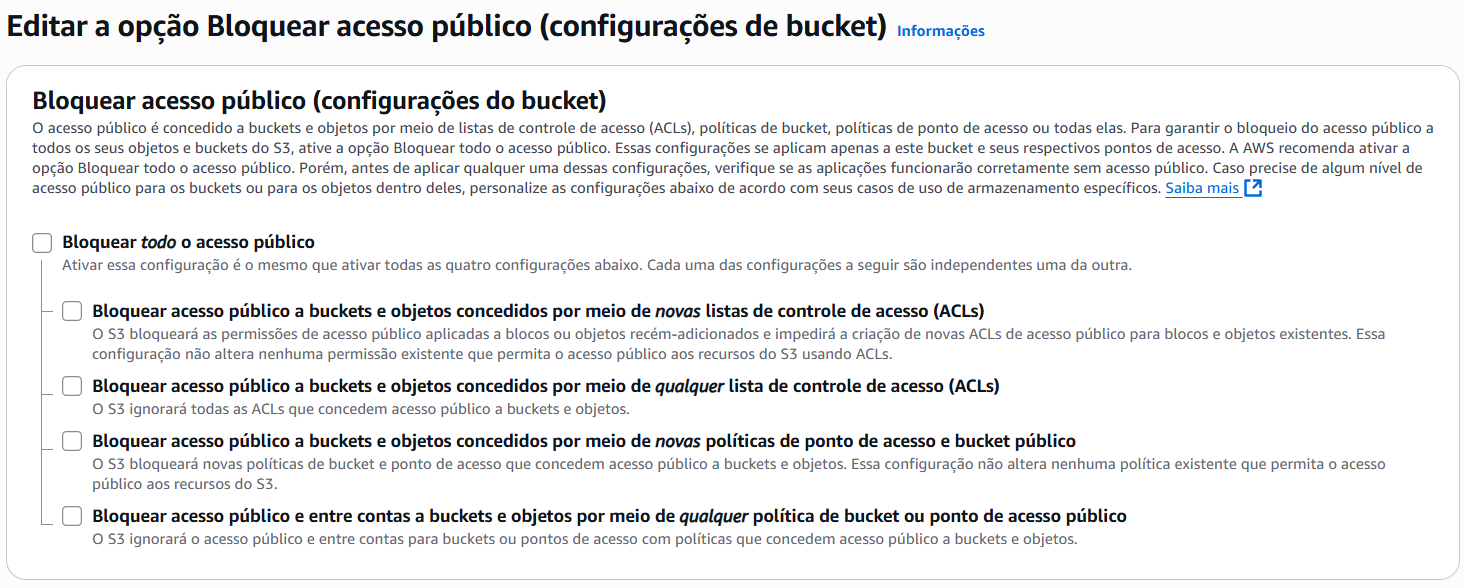 Editar a opção Bloquear acesso público (configurações de bucket) Informações
Bloquear acesso público (configurações do bucket)
O acesso público é concedido a buckets e objetos por meio de listas de controle de acesso (ACLs), políticas de bucket, políticas de ponto de acesso ou todas elas. Para garantir o bloqueio do acesso público a
todos os seus objetos e buckets do S3, ative a opção Bloquear todo o acesso público. Essas configurações se aplicam apenas a este bucket e seus respectivos pontos de acesso. A AWS recomenda ativar a
opção Bloquear todo o acesso público. Porém, antes de aplicar qualquer uma dessas configurações, verifique se as aplicações funcionarão corretamente sem acesso público. Caso precise de algum nível de
acesso público para os buckets ou para os objetos dentro deles, personalize as configurações abaixo de acordo com seus casos de uso de armazenamento específicos. Saiba mais
Bloquear todo o acesso público
Ativar essa configuração é o mesmo que ativar todas as quatro configurações abaixo. Cada uma das configurações a seguir são independentes uma da outra.
Bloquear acesso público a buckets e objetos concedidos por meio de novas listas de controle de acesso (ACLs)
O S3 bloqueará as permissões de acesso público aplicadas a blocos ou objetos recém-adicionados e impedirá a criação de novas ACLs de acesso público para blocos e objetos existentes. Essa
configuração não altera nenhuma permissão existente que permita o acesso público aos recursos do S3 usando ACLs.
Bloquear acesso público a buckets e objetos concedidos por meio de qualquer lista de controle de acesso (ACLs)
O S3 ignorará todas as ACLs que concedem acesso público a buckets e objetos.
Bloquear acesso público a buckets e objetos concedidos por meio de novas políticas de ponto de acesso e bucket público
O S3 bloqueará novas políticas de bucket e ponto de acesso que concedem acesso público a buckets e objetos. Essa configuração não altera nenhuma política existente que permita o acesso
público aos recursos do S3.
Bloquear acesso público e entre contas a buckets e objetos por meio de qualquer política de bucket ou ponto de acesso público
O S3 ignorará o acesso público e entre contas para buckets ou pontos de acesso com políticas que concedem acesso público a buckets e objetos.